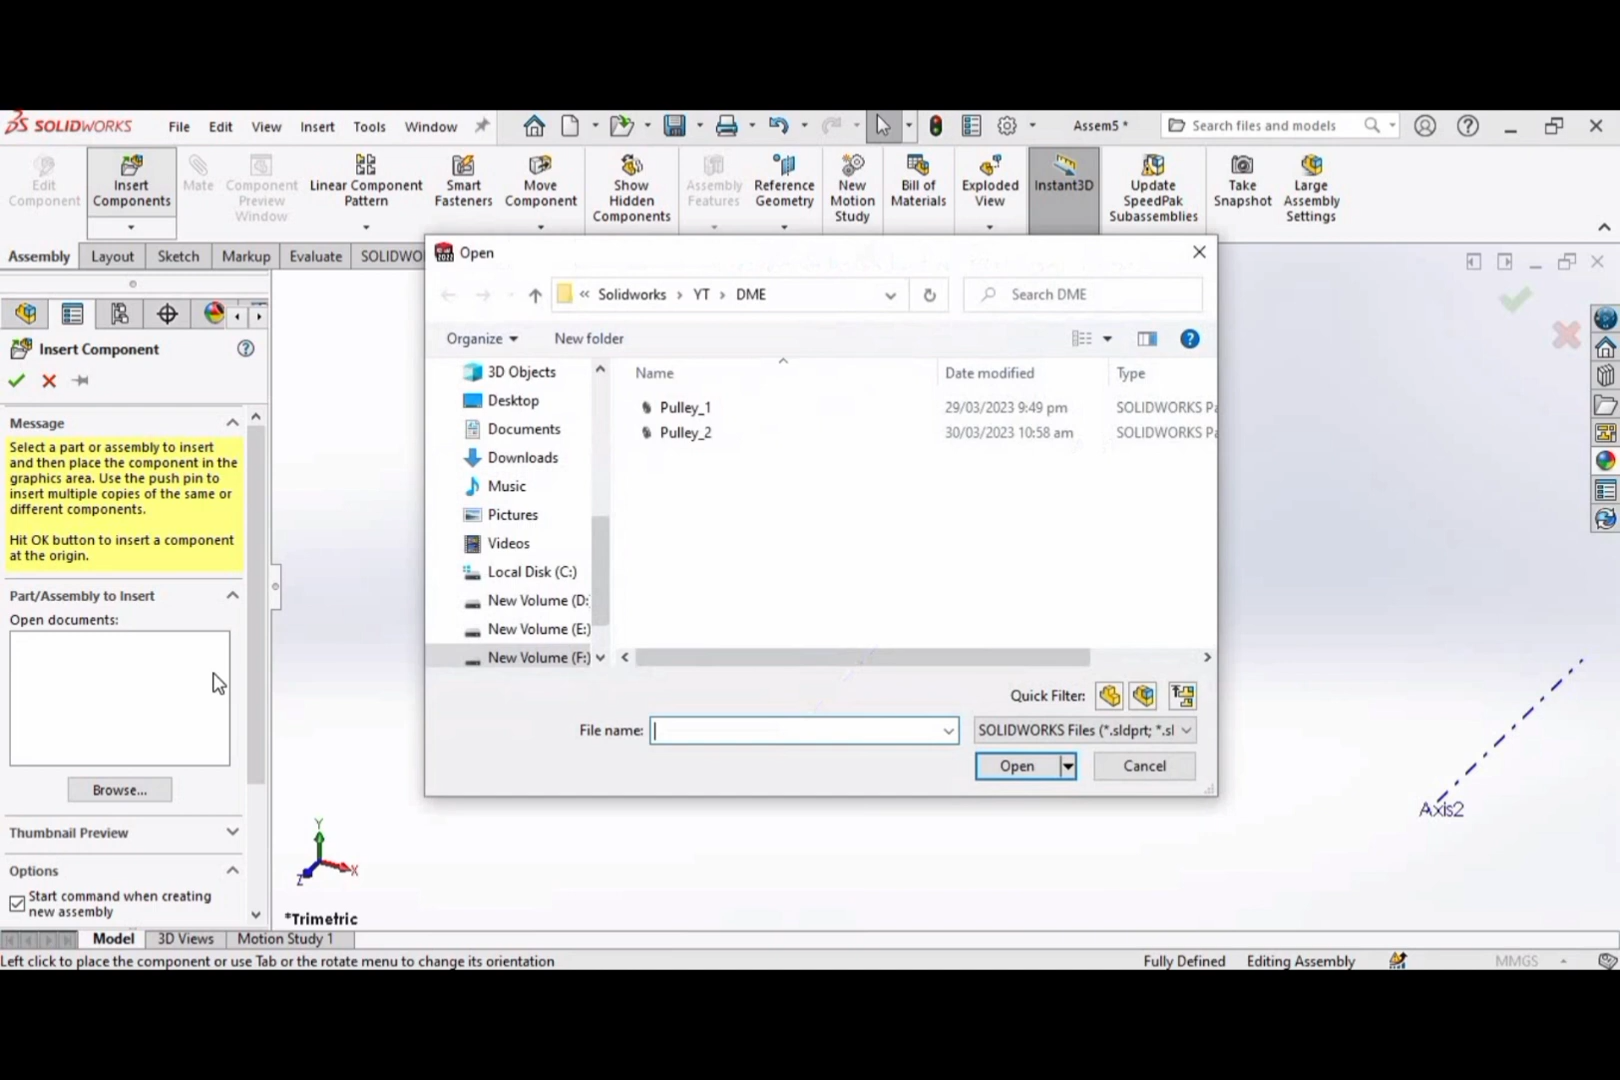 SOLIDWORKS File Edit View Insert Tools Window Assem5 * Search files and models
Edit Component
Insert Components
Mate
Component Preview Window
Linear Component Pattern
Smart Fasteners
Move Component
Show Hidden Components
Assembly Features
Reference Geometry
New Motion Study
Bill of Materials
Exploded View
Instant3D
Update SpeedPak Subassemblies
Take Snapshot
Large Assembly Settings
Assembly Layout Sketch Markup Evaluate SOLIDWO
Open
« Solidworks › YT › DME
Search DME
Organize New folder
Name Date modified Type
Pulley_1 29/03/2023 9:49 pm SOLIDWORKS Pa
Pulley_2 30/03/2023 10:58 am SOLIDWORKS Pa
3D Objects
Desktop
Documents
Downloads
Music
Pictures
Videos
Local Disk (C:)
New Volume (D:
New Volume (E:)
New Volume (F:)
Quick Filter:
File name: SOLIDWORKS Files (*.sldprt; *.sl
Open Cancel
Insert Component
Message
Select a part or assembly to insert
and then place the component in the
graphics area. Use the push pin to
insert multiple copies of the same or
different components.
Hit OK button to insert a component
at the origin.
Part/Assembly to Insert
Open documents:
Browse...
Thumbnail Preview
Options
Start command when creating
new assembly
Axis2
Y
X
Z
*Trimetric
Model 3D Views Motion Study 1
Left click to place the component or use Tab or the rotate menu to change its orientation Fully Defined Editing Assembly MMGS